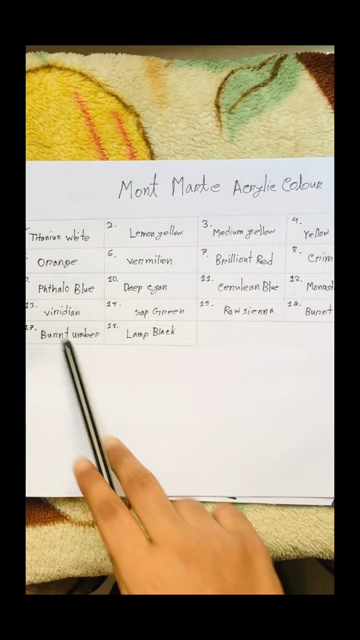 Mont Marte Acrylic Colour
Titanium white 2. Lemon yellow 3. Medium yellow 4. Yellow
Orange 6. Vermilion 7. Brilliont Red 8. Crim
Phthalo Blue 10. Deep cyan 11. Cerulean Blue 12. Monast
13. viridian 14. sap Green 15. Raw sienna 16. Burnt
17. Burnt umber 18. Lamp Black